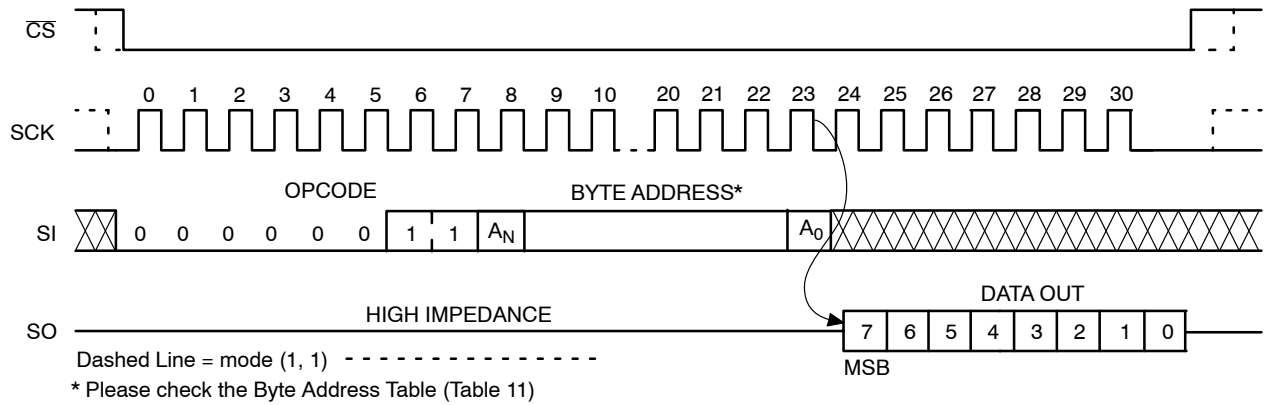 CS
0 1 2 3 4 5 6 7 8 9 10 20 21 22 23 24 25 26 27 28 29 30
SCK
OPCODE BYTE ADDRESS*
SI 0 0 0 0 0 0 1 1 AN A0
DATA OUT
HIGH IMPEDANCE
SO 7 6 5 4 3 2 1 0
Dashed Line = mode (1, 1)
MSB
* Please check the Byte Address Table (Table 11)